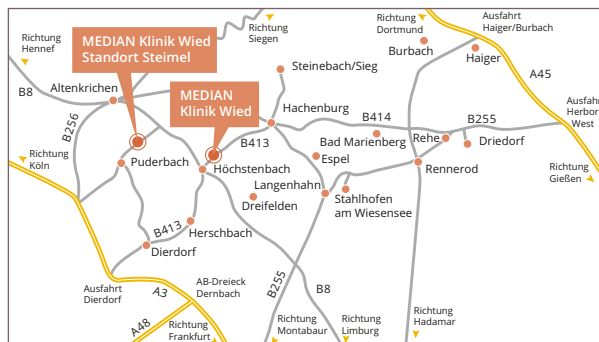 Richtung
Hennef
MEDIAN Klinik Wied
Standort Steimel
Richtung
Siegen
Richtung
Dortmund
Ausfahrt
Haiger/Burbach
Burbach
Haiger
A45
Steinebach/Sieg
B8
Altenkirchen
MEDIAN
Klinik Wied
Hachenburg
B414
B255
Ausfahrt
Herborn
West
B256
B413
Bad Marienberg
Rehe
Driedorf
Richtung
Köln
Puderbach
Höchstenbach
Espel
Rennerod
Richtung
Gießen
Langenhahn
Dreifelden
Stahlhofen
am Wiesensee
B413
Herschbach
Dierdorf
Ausfahrt
Dierdorf
A3
AB-Dreieck
Dernbach
B255
B8
A48
Richtung
Frankfurt
Richtung
Montabaur
Richtung
Limburg
Richtung
Hadamar